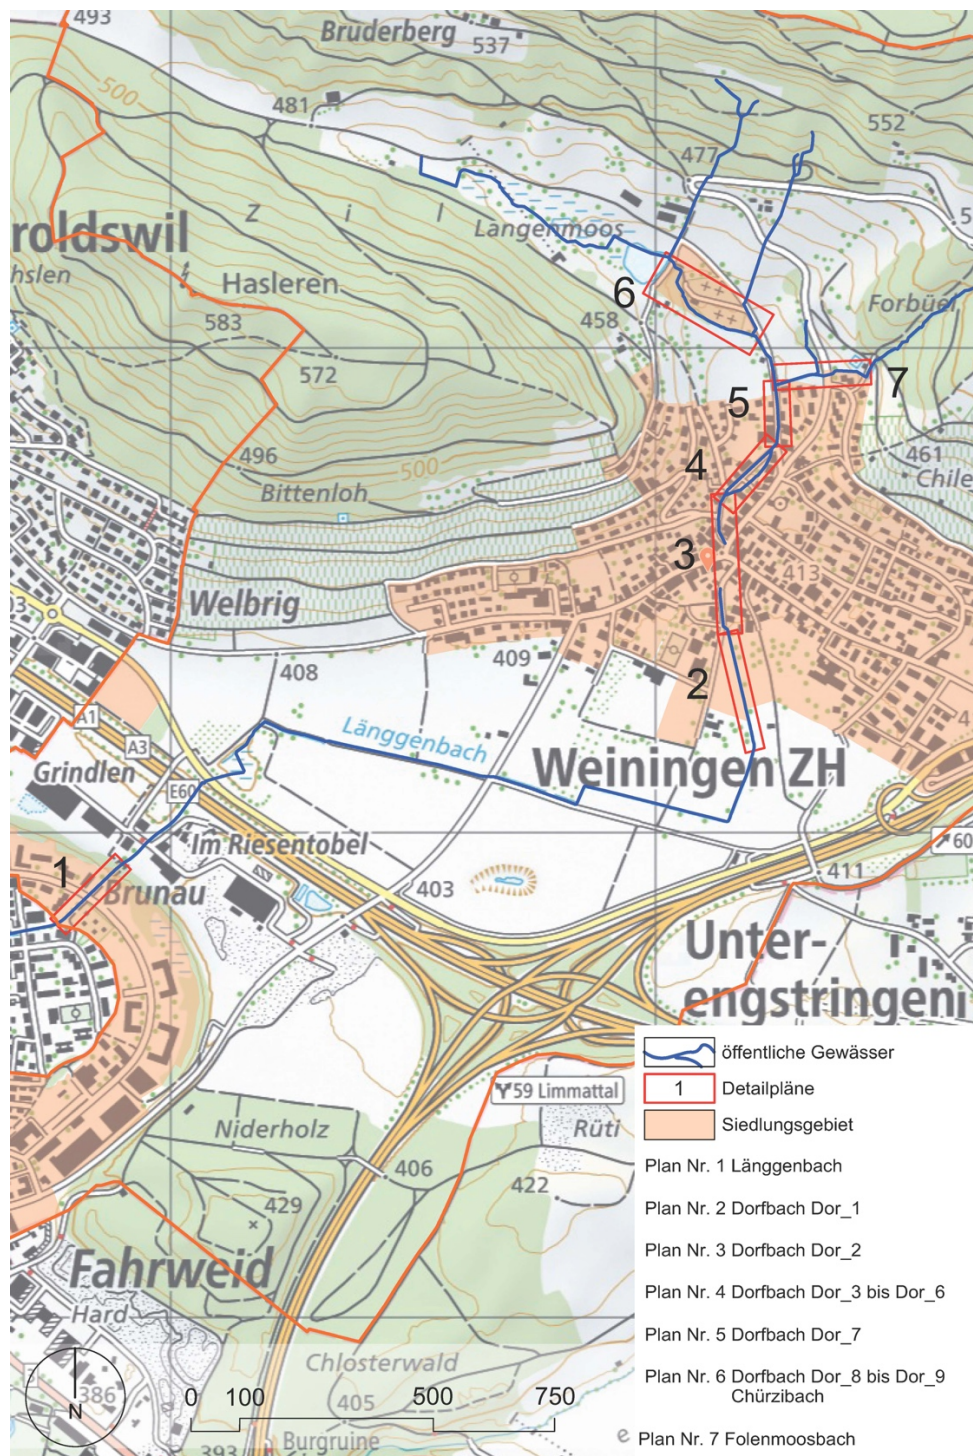 493
Bruderberg
537
500
481
552
477
Z i l
Langenmoos
roldswil
hslen
Hasleren
6
Forbüel
583
458
572
7
5
496
500
4
461
Bittenloh
Chile
3
413
03
Welbrig
409
408
2
A1
Länggenbach
A3
Weiningen ZH
Grindlen
E60
Im Riesentobel
60
1
Brunau
403
411
Unter-
engstringen
öffentliche Gewässer
1 Detailpläne
59 Limmattal
Siedlungsgebiet
Niderholz
Rüti
Plan Nr. 1 Länggenbach
406
422
429
Plan Nr. 2 Dorfbach Dor_1
Fahrweid
Plan Nr. 3 Dorfbach Dor_2
Hard
Plan Nr. 4 Dorfbach Dor_3 bis Dor_6
Plan Nr. 5 Dorfbach Dor_7
Chlosterwald
Plan Nr. 6 Dorfbach Dor_8 bis Dor_9
Chürzibach
386
0 100 500 750
N
405
Burgruine
393
e
Plan Nr. 7 Folenmoosbach